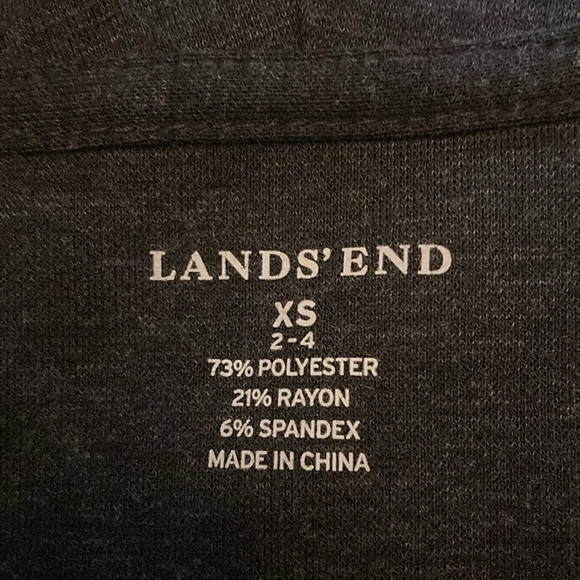 LANDS' END
XS
2-4
73% POLYESTER
21% RAYON
6% SPANDEX
MADE IN CHINA